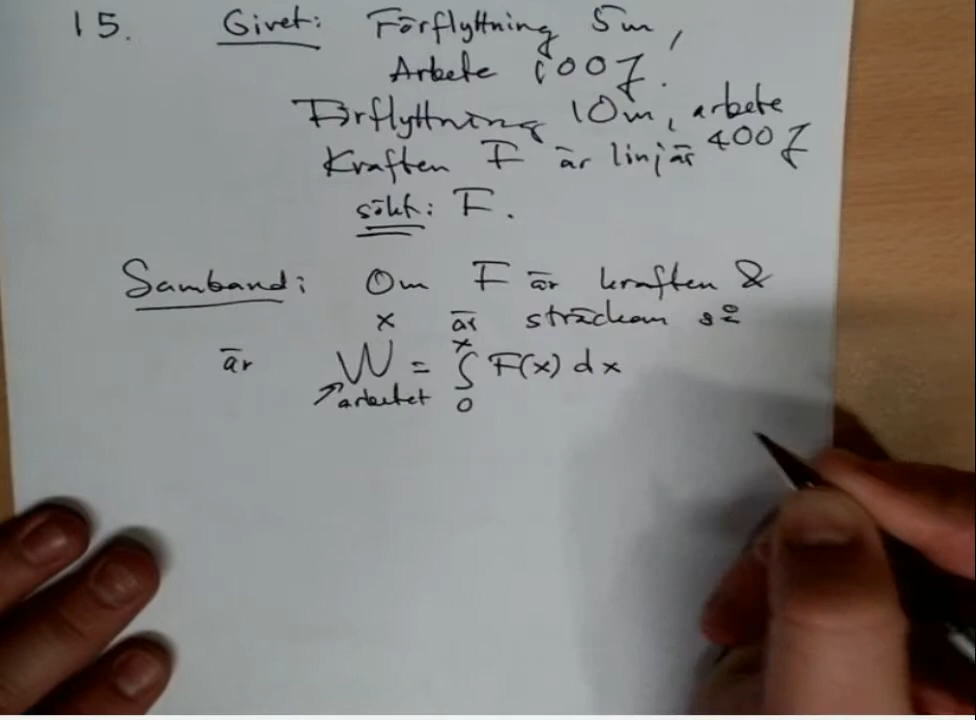 15. Givet: Förflyttning 5m,
Arbete 100J.
Förflyttning 10m, arbete
400J
Kraften F är linjär
sökt: F.
Samband: Om F är kraften &
x är sträckan så
är W = ∫₀ˣ F(x) dx
↗arbetet